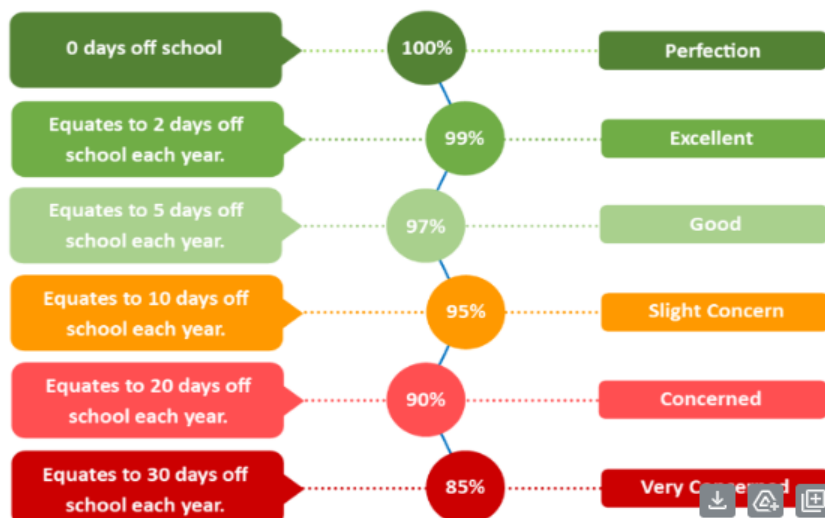 0 days off school
100%
Perfection
Equates to 2 days off
school each year.
99%
Excellent
Equates to 5 days off
school each year.
97%
Good
Equates to 10 days off
school each year.
95%
Slight Concern
Equates to 20 days off
school each year.
90%
Concerned
Equates to 30 days off
school each year.
85%
Very Concerned